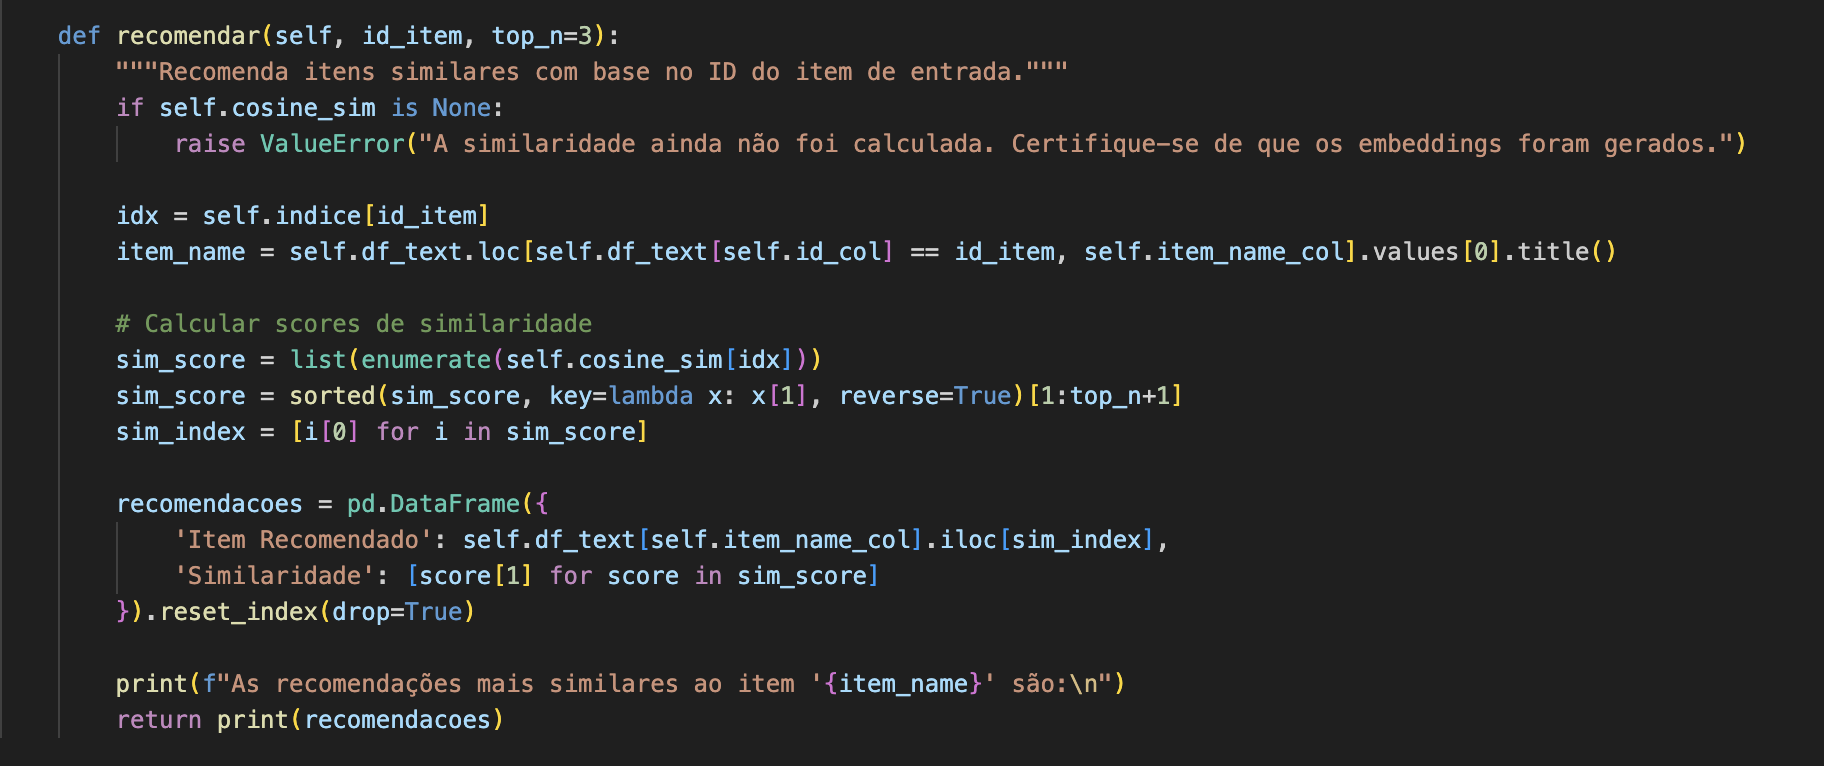 def recomendar(self, id_item, top_n=3):
    """Recomenda itens similares com base no ID do item de entrada."""
    if self.cosine_sim is None:
        raise ValueError("A similaridade ainda não foi calculada. Certifique-se de que os embeddings foram gerados.")

    idx = self.indice[id_item]
    item_name = self.df_text.loc[self.df_text[self.id_col] == id_item, self.item_name_col].values[0].title()

    # Calcular scores de similaridade
    sim_score = list(enumerate(self.cosine_sim[idx]))
    sim_score = sorted(sim_score, key=lambda x: x[1], reverse=True)[1:top_n+1]
    sim_index = [i[0] for i in sim_score]

    recomendacoes = pd.DataFrame({
        'Item Recomendado': self.df_text[self.item_name_col].iloc[sim_index],
        'Similaridade': [score[1] for score in sim_score]
    }).reset_index(drop=True)

    print(f"As recomendações mais similares ao item '{item_name}' são:\n")
    return print(recomendacoes)